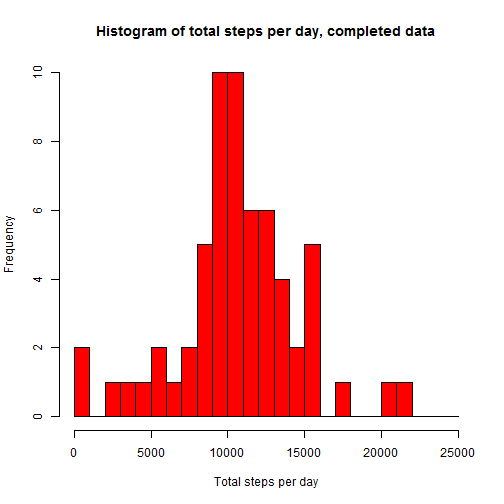 Histogram of total steps per day, completed data
Frequency
10
8
6
4
2
0
0 5000 10000 15000 20000 25000
Total steps per day